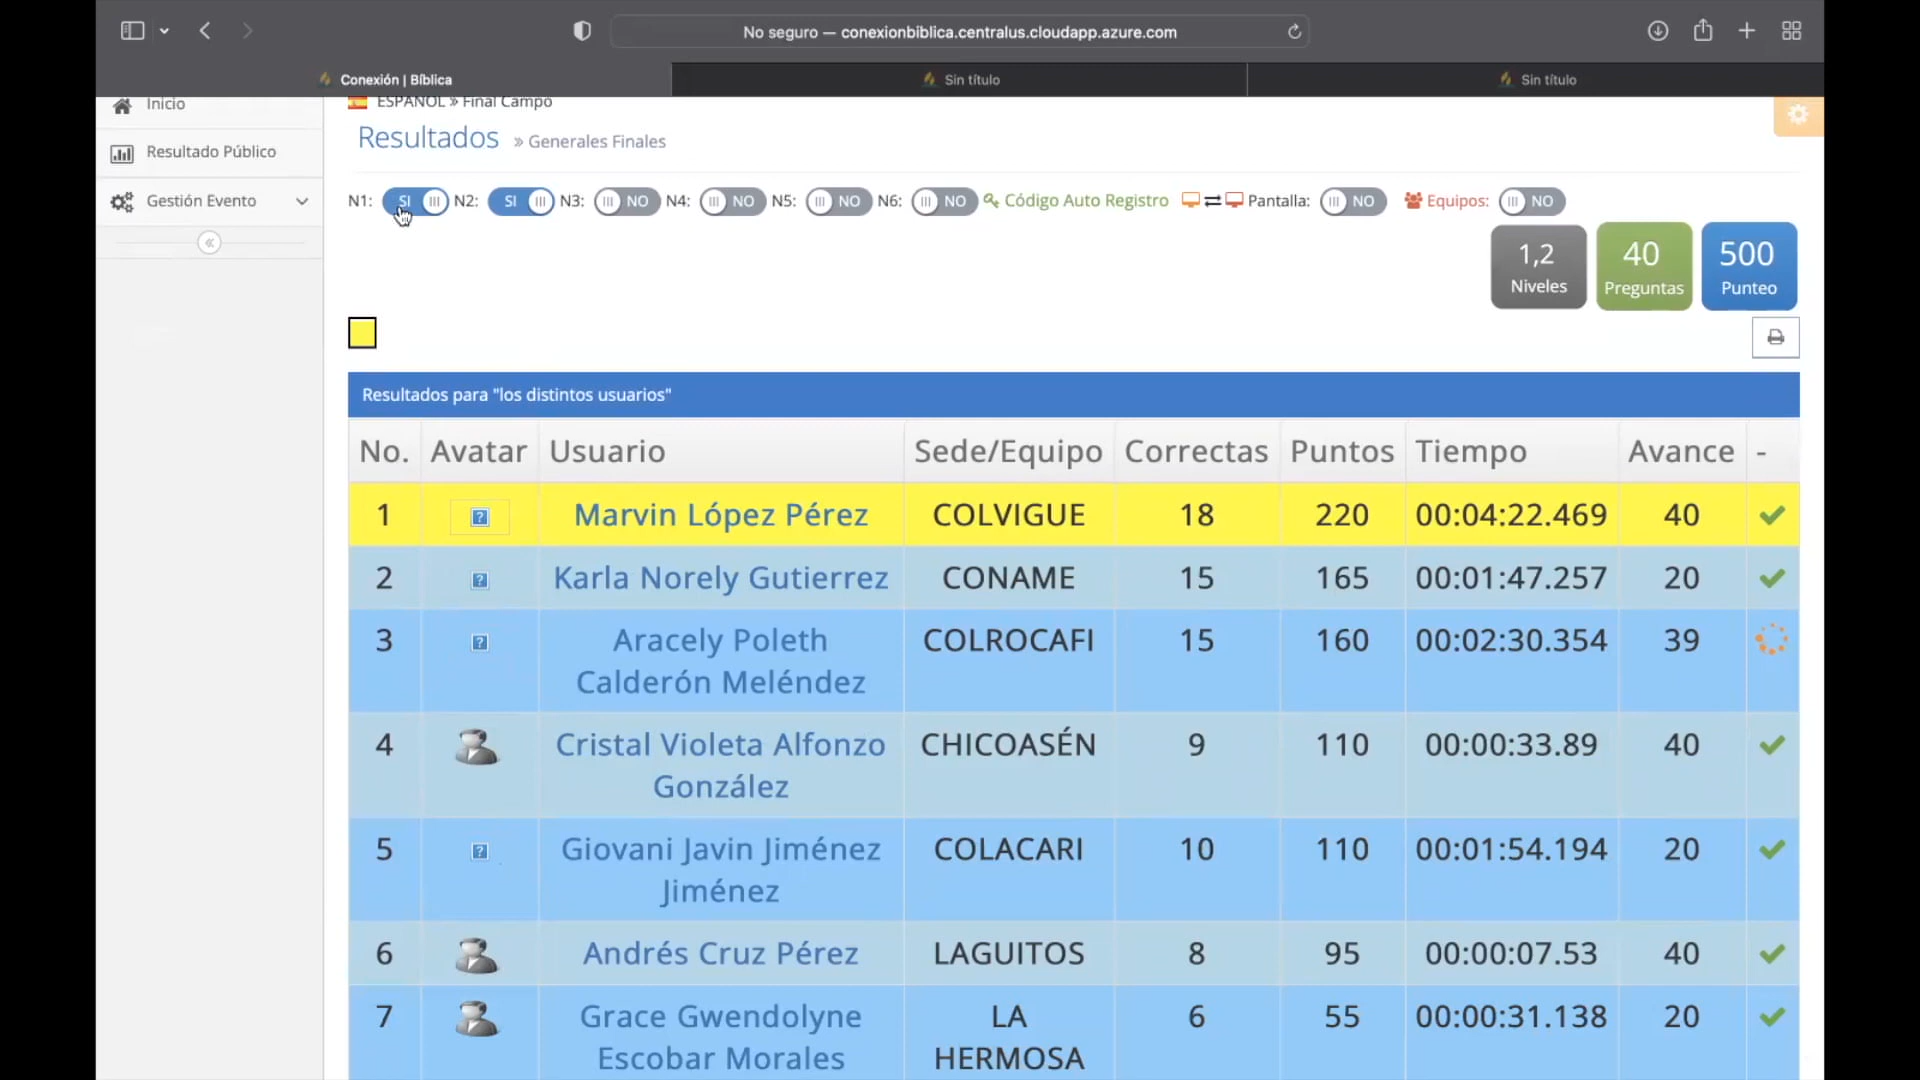 No seguro — conexionbiblica.centralus.cloudapp.azure.com
Conexión | Bíblica
Sin título
Sin título
Inicio
Resultado Público
Gestión Evento
ESPAÑOL » Final Campo
Resultados » Generales Finales
N1: SI N2: SI N3: NO N4: NO N5: NO N6: NO Código Auto Registro Pantalla: NO Equipos: NO
1,2 Niveles
40 Preguntas
500 Punteo
Resultados para "los distintos usuarios"
No. Avatar Usuario Sede/Equipo Correctas Puntos Tiempo Avance -
1 Marvin López Pérez COLVIGUE 18 220 00:04:22.469 40
2 Karla Norely Gutierrez CONAME 15 165 00:01:47.257 20
3 Aracely Poleth Calderón Meléndez COLROCAFI 15 160 00:02:30.354 39
4 Cristal Violeta Alfonzo González CHICOASÉN 9 110 00:00:33.89 40
5 Giovani Javin Jiménez Jiménez COLACARI 10 110 00:01:54.194 20
6 Andrés Cruz Pérez LAGUITOS 8 95 00:00:07.53 40
7 Grace Gwendolyne Escobar Morales LA HERMOSA 6 55 00:00:31.138 20